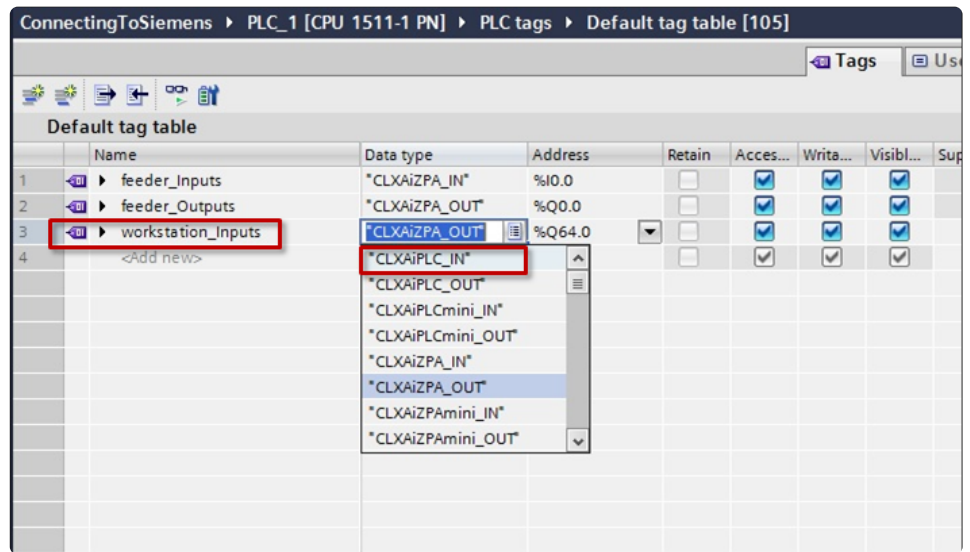 ConnectingToSiemens ▸ PLC_1 [CPU 1511-1 PN] ▸ PLC tags ▸ Default tag table [105]
Tags Use
Default tag table
Name Data type Address Retain Acces... Writa... Visibl... Sup
1 feeder_Inputs "CLXAiZPA_IN" %I0.0
2 feeder_Outputs "CLXAiZPA_OUT" %Q0.0
3 workstation_Inputs "CLXAiZPA_OUT" %Q64.0
4 <Add new>
"CLXAiPLC_IN"
"CLXAiPLC_OUT"
"CLXAiPLCmini_IN"
"CLXAiPLCmini_OUT"
"CLXAiZPA_IN"
"CLXAiZPA_OUT"
"CLXAiZPAmini_IN"
"CLXAiZPAmini_OUT"